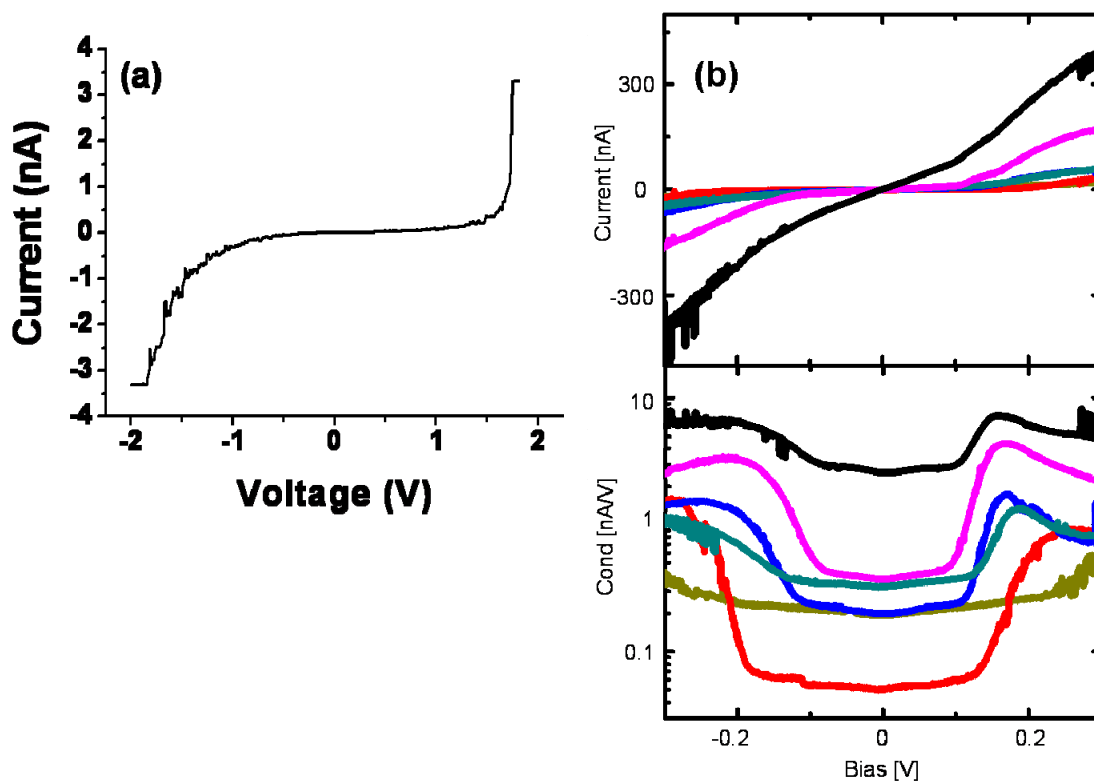 (a)
4
3
2
1
0
-1
-2
-3
-4
Current (nA)
-2 -1 0 1 2
Voltage (V)
(b)
300
0
-300
Current [nA]
10
1
0.1
Cond [nA/V]
-0.2 0 0.2
Bias [V]